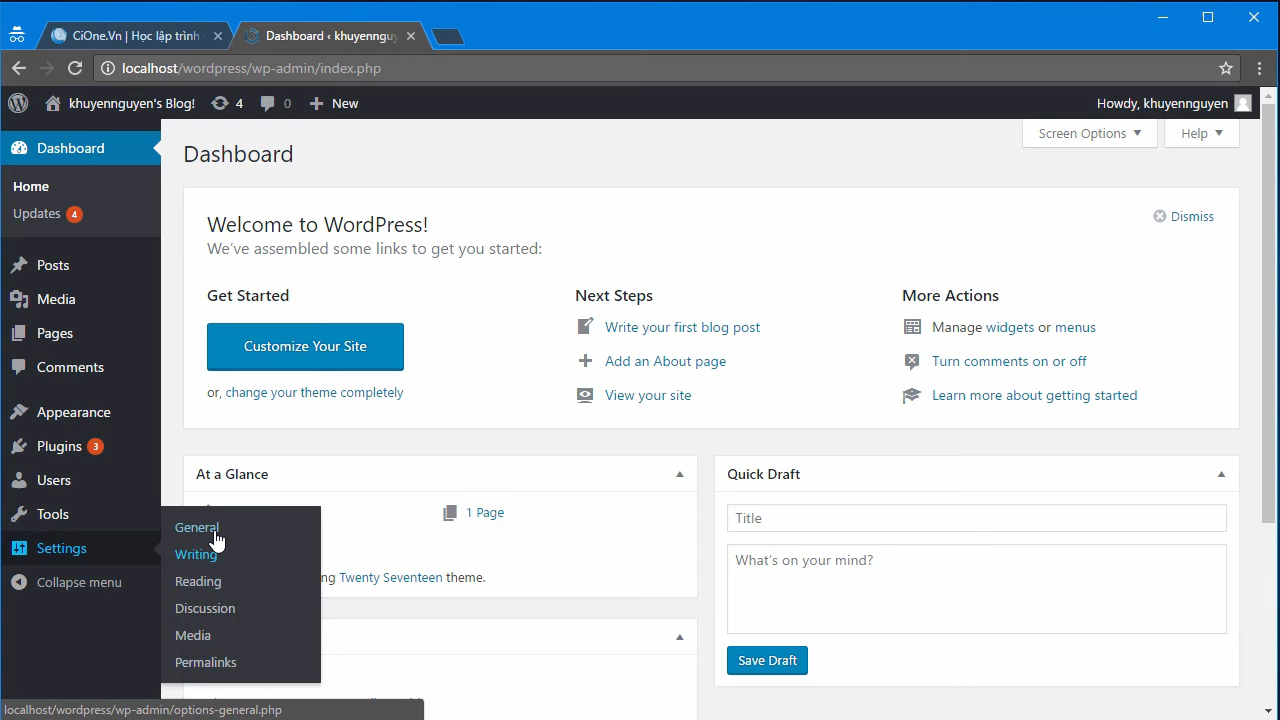 CiOne.Vn | Học lập trình
Dashboard ‹ khuyenngu
localhost/wordpress/wp-admin/index.php
khuyennguyen's Blog!
4
0
New
Howdy, khuyennguyen
Dashboard
Home
Updates 4
Posts
Media
Pages
Comments
Appearance
Plugins 3
Users
Tools
Settings
Collapse menu
General
Writing
Reading
Discussion
Media
Permalinks
Screen Options
Help
Dashboard
Welcome to WordPress!
We've assembled some links to get you started:
Dismiss
Get Started
Customize Your Site
or, change your theme completely
Next Steps
Write your first blog post
Add an About page
View your site
More Actions
Manage widgets or menus
Turn comments on or off
Learn more about getting started
At a Glance
1 Page
ng Twenty Seventeen theme.
Quick Draft
Title
What's on your mind?
Save Draft
localhost/wordpress/wp-admin/options-general.php